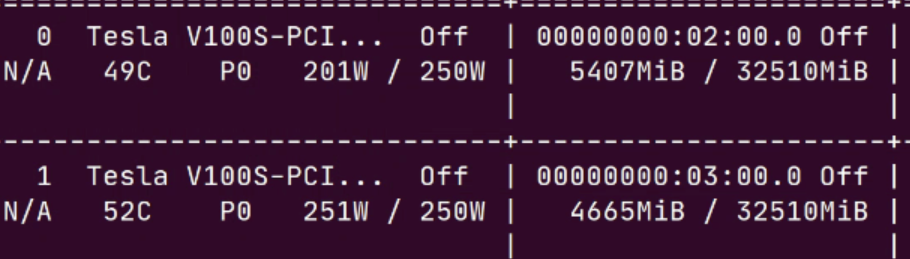 ===============================+======================+
0  Tesla V100S-PCI...  Off  | 00000000:02:00.0 Off |
N/A   49C    P0   201W / 250W |   5407MiB / 32510MiB |
|                      |
-------------------------------+----------------------+
1  Tesla V100S-PCI...  Off  | 00000000:03:00.0 Off |
N/A   52C    P0   251W / 250W |   4665MiB / 32510MiB |
|                      |